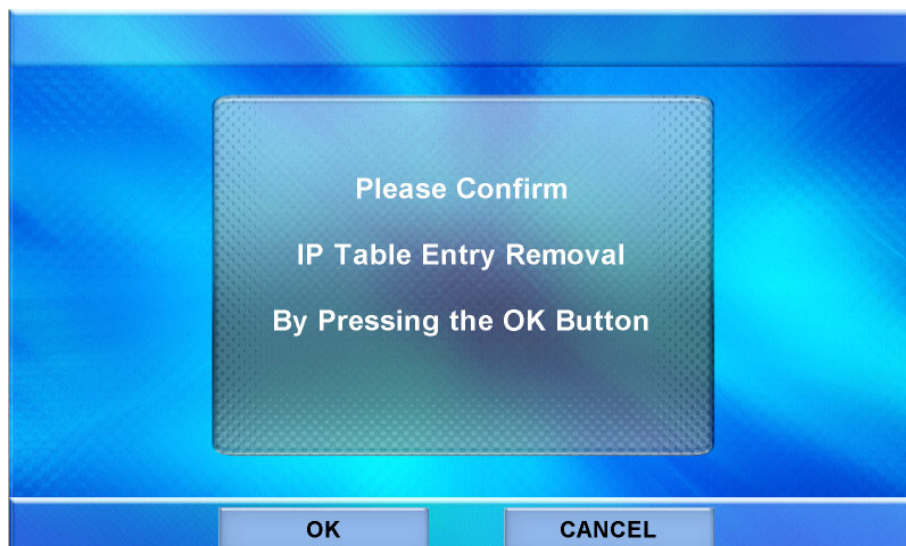 Please Confirm
IP Table Entry Removal
By Pressing the OK Button
OK CANCEL